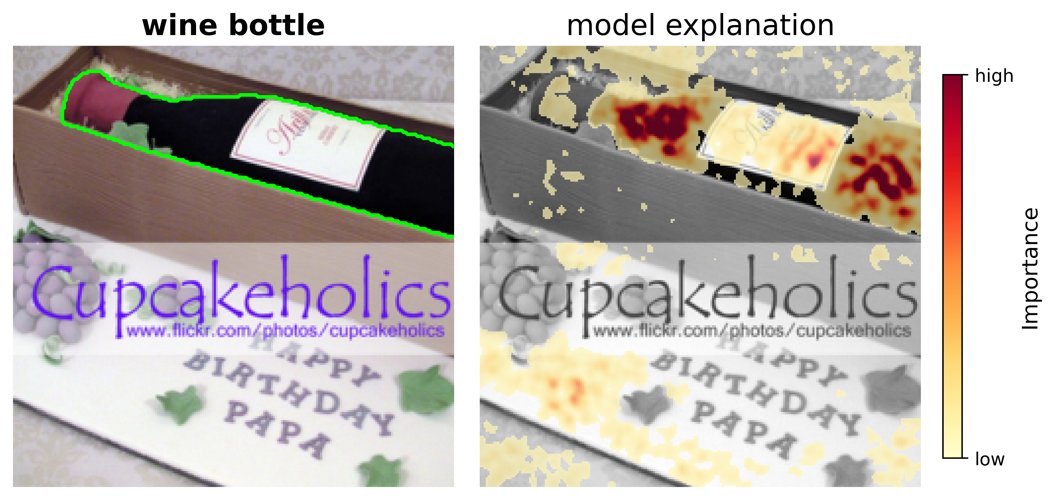 wine bottle
model explanation
Cupcakeholics
www.flickr.com/photos/cupcakeholics
HAPPY
BIRTHDAY
PAPA
Cupcakeholics
www.flickr.com/photos/cupcakeholics
HAPPY
BIRTHDAY
PAPA
high
Importance
low